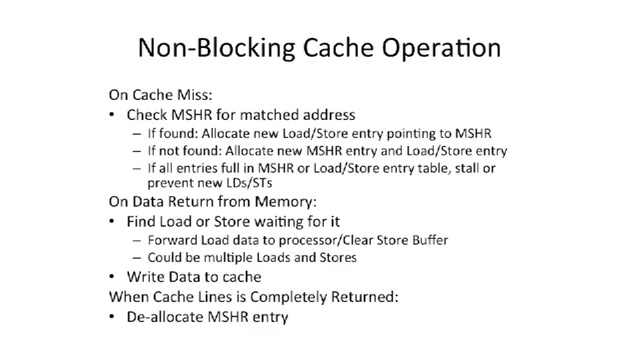 Non-Blocking Cache Operation
On Cache Miss:
• Check MSHR for matched address
– If found: Allocate new Load/Store entry pointing to MSHR
– If not found: Allocate new MSHR entry and Load/Store entry
– If all entries full in MSHR or Load/Store entry table, stall or
prevent new LDs/STs
On Data Return from Memory:
• Find Load or Store waiting for it
– Forward Load data to processor/Clear Store Buffer
– Could be multiple Loads and Stores
• Write Data to cache
When Cache Lines is Completely Returned:
• De-allocate MSHR entry